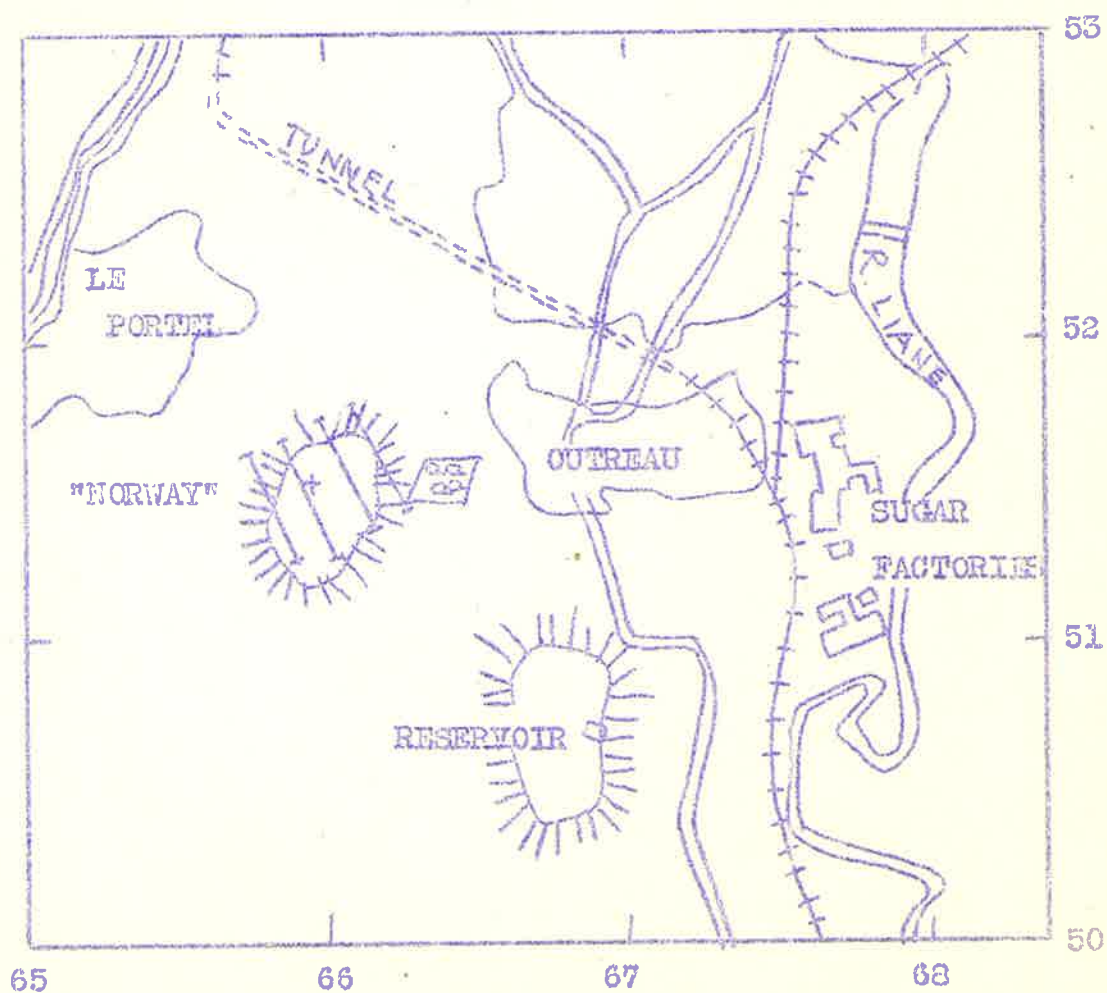 53
TUNNEL
LE
PORTEL
R. LIANE
52
OUTREAU
"NORWAY"
SUGAR
FACTORIES
51
RESERVOIR
50
65
66
67
68